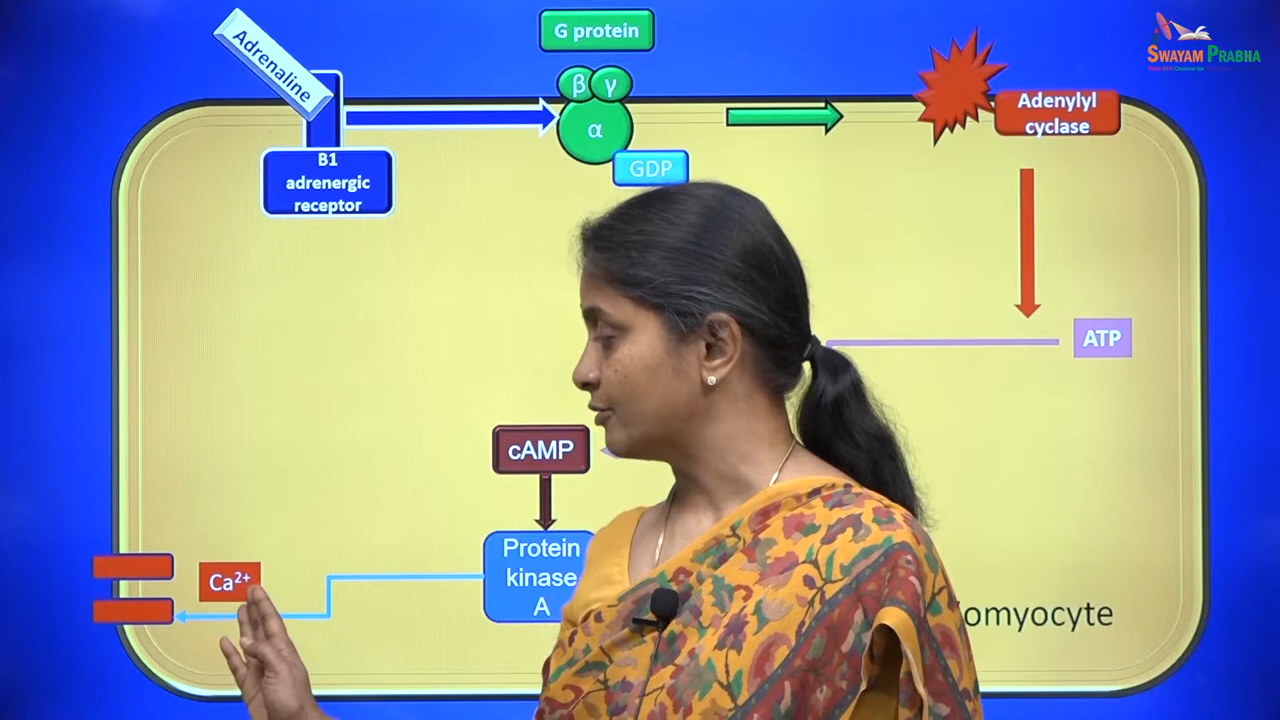 G protein
SWAYAM PRABHA
Adrenaline
β γ
α
Adenylyl
cyclase
B1
adrenergic
receptor
GDP
ATP
cAMP
Protein
kinase
A
Ca²⁺
omyocyte